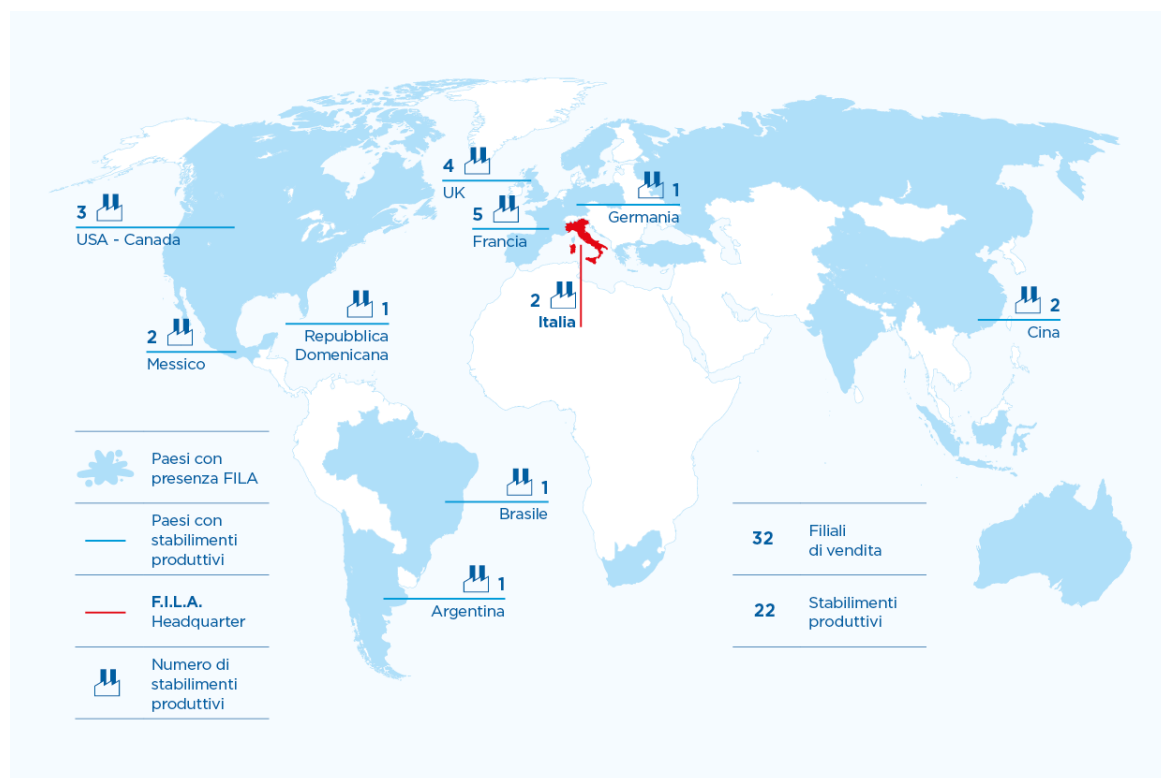 4
UK
1
Germania
3
USA - Canada
5
Francia
2
Italia
1
Repubblica
Domenicana
2
Messico
2
Cina
1
Brasile
1
Argentina
Paesi con
presenza FILA
Paesi con
stabilimenti
produttivi
F.I.L.A.
Headquarter
Numero di
stabilimenti
produttivi
32
Filiali
di vendita
22
Stabilimenti
produttivi